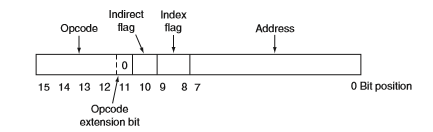 Indirect
flag
Index
flag
Opcode
Address
0
15 14 13 12 11 10 9 8 7 0 Bit position
Opcode
extension bit